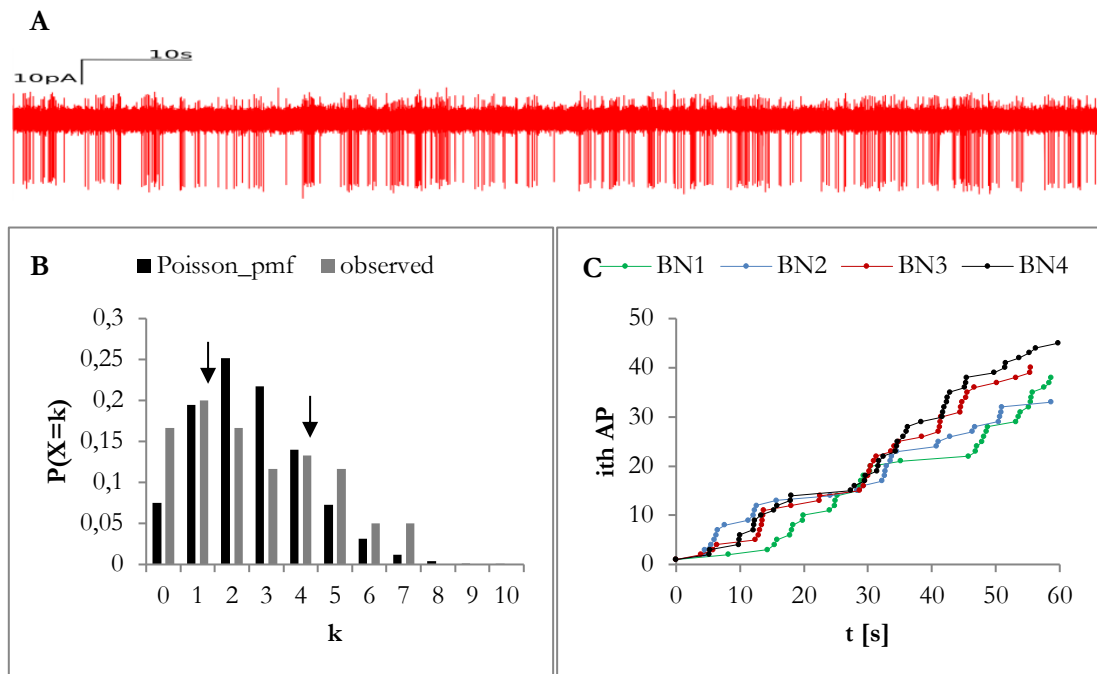 A
10s
10pA
B
Poisson_pmf observed
0,3
0,25
0,2
0,15
0,1
0,05
0
P(X=k)
0 1 2 3 4 5 6 7 8 9 10
k
C
BN1 BN2 BN3 BN4
50
40
30
20
10
0
ith AP
0 10 20 30 40 50 60
t [s]